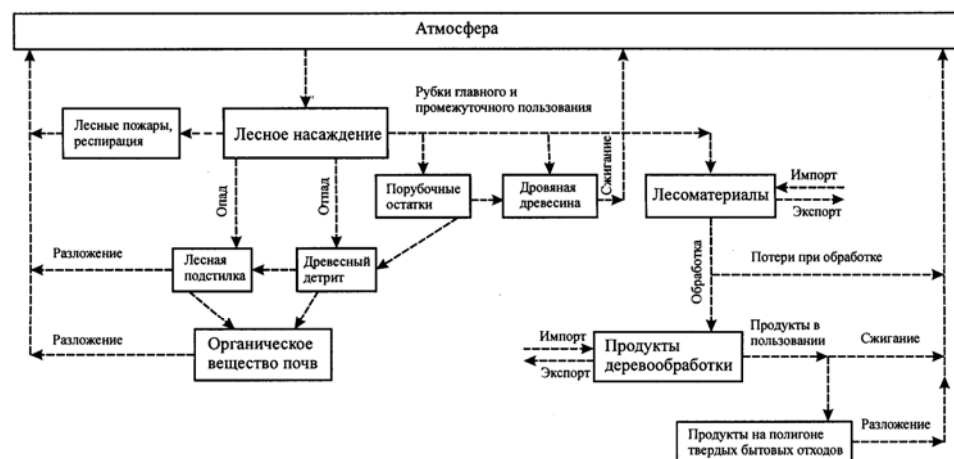 Атмосфера
Рубки главного и
промежуточного пользования
Лесные пожары,
респирация
Лесное насаждение
Опад
Отпад
Порубочные
остатки
Дровяная
древесина
Сжигание
Лесоматериалы
Импорт
Экспорт
Разложение
Лесная
подстилка
Древесный
детрит
Обработка
Потери при обработке
Разложение
Органическое
вещество почв
Импорт
Экспорт
Продукты
деревообработки
Продукты в
пользовании
Сжигание
Продукты на полигоне
твердых бытовых отходов
Разложение